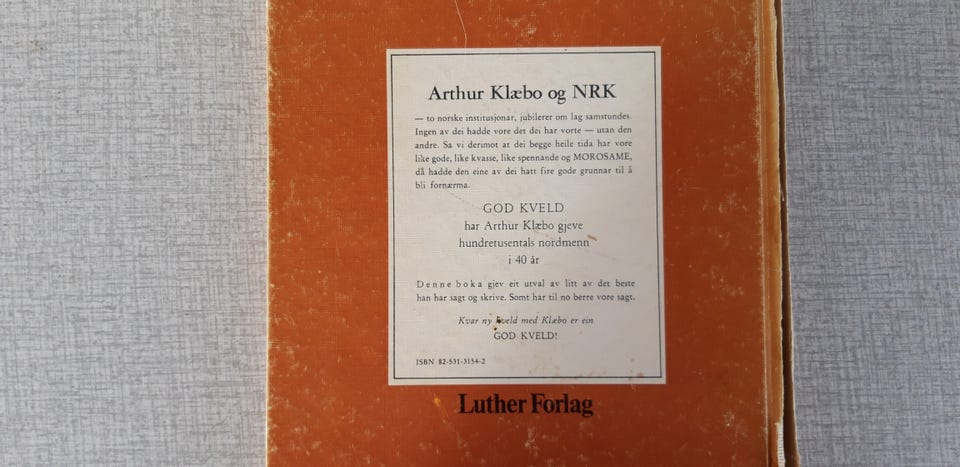 Arthur Klæbo og NRK
— to norske institusjonar, jubilerer om lag samstundes.
Ingen av dei hadde vore det dei har vorte — utan den
andre. Sa vi derimot at dei begge heile tida har vore
like gode, like kvasse, like spennande og MOROSAME,
då hadde den eine av dei hatt fire gode grunnar til å
bli fornærma.
GOD KVELD
har Arthur Klæbo gjeve
hundretusentals nordmenn
i 40 år
Denne boka gjev eit utval av litt av det beste
han har sagt og skrive. Somt har til no berre vore sagt.
Kvar ny kveld med Klæbo er ein
GOD KVELD!
ISBN 82-531-3154-2
Luther Forlag